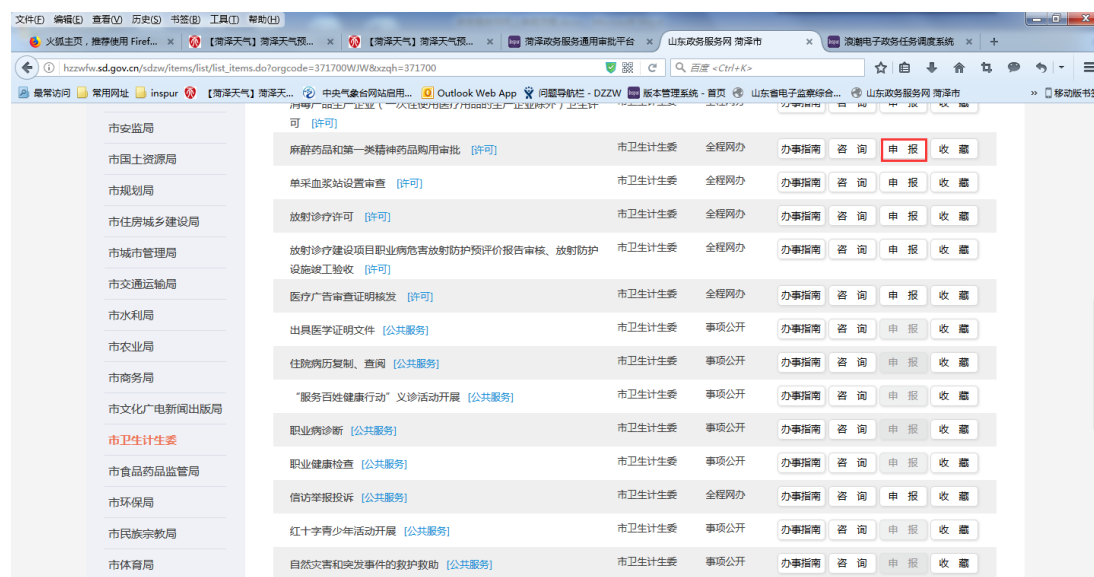 文件(F) 编辑(E) 查看(V) 历史(S) 书签(B) 工具(T) 帮助(H)
火狐主页，推荐使用 Firef... × 【菏泽天气】菏泽天气预... × 【菏泽天气】菏泽天气预... × 菏泽政务服务通用审批平台 × 山东政务服务网 菏泽市 × 浪潮电子政务任务调度系统 × +
hzzwfw.sd.gov.cn/sdzw/items/list/list_items.do?orgcode=371700WJW&xzqh=371700 百度 <Ctrl+K>
最常访问 常用网址 inspur 【菏泽天气】菏泽天... 中央气象台网站启用... Outlook Web App 问题导航栏 - DZZW 版本管理系统 - 首页 山东省电子监察综合... 山东政务服务网 菏泽市 » 移动版书签
消毒产品生产企业（一次性使用医疗用品的生产企业除外）卫生许
可 [许可]
市安监局
麻醉药品和第一类精神药品购用审批 [许可] 市卫生计生委 全程网办 办事指南 咨 询 申 报 收 藏
市国土资源局
单采血浆站设置审查 [许可] 市卫生计生委 全程网办 办事指南 咨 询 申 报 收 藏
市规划局
放射诊疗许可 [许可] 市卫生计生委 全程网办 办事指南 咨 询 申 报 收 藏
市住房城乡建设局
放射诊疗建设项目职业病危害放射防护预评价报告审核、放射防护 市卫生计生委 全程网办 办事指南 咨 询 申 报 收 藏
设施竣工验收 [许可]
市城市管理局
市交通运输局
医疗广告审查证明核发 [许可] 市卫生计生委 全程网办 办事指南 咨 询 申 报 收 藏
市水利局
出具医学证明文件 [公共服务] 市卫生计生委 事项公开 办事指南 咨 询 申 报 收 藏
市农业局
住院病历复制、查阅 [公共服务] 市卫生计生委 事项公开 办事指南 咨 询 申 报 收 藏
市商务局
“服务百姓健康行动”义诊活动开展 [公共服务] 市卫生计生委 事项公开 办事指南 咨 询 申 报 收 藏
市文化广电新闻出版局
职业病诊断 [公共服务] 市卫生计生委 事项公开 办事指南 咨 询 申 报 收 藏
市卫生计生委
职业健康检查 [公共服务] 市卫生计生委 事项公开 办事指南 咨 询 申 报 收 藏
市食品药品监管局
信访举报投诉 [公共服务] 市卫生计生委 全程网办 办事指南 咨 询 申 报 收 藏
市环保局
红十字青少年活动开展 [公共服务] 市卫生计生委 事项公开 办事指南 咨 询 申 报 收 藏
市民族宗教局
自然灾害和突发事件的救护救助 [公共服务] 市卫生计生委 事项公开 办事指南 咨 询 申 报 收 藏
市体育局